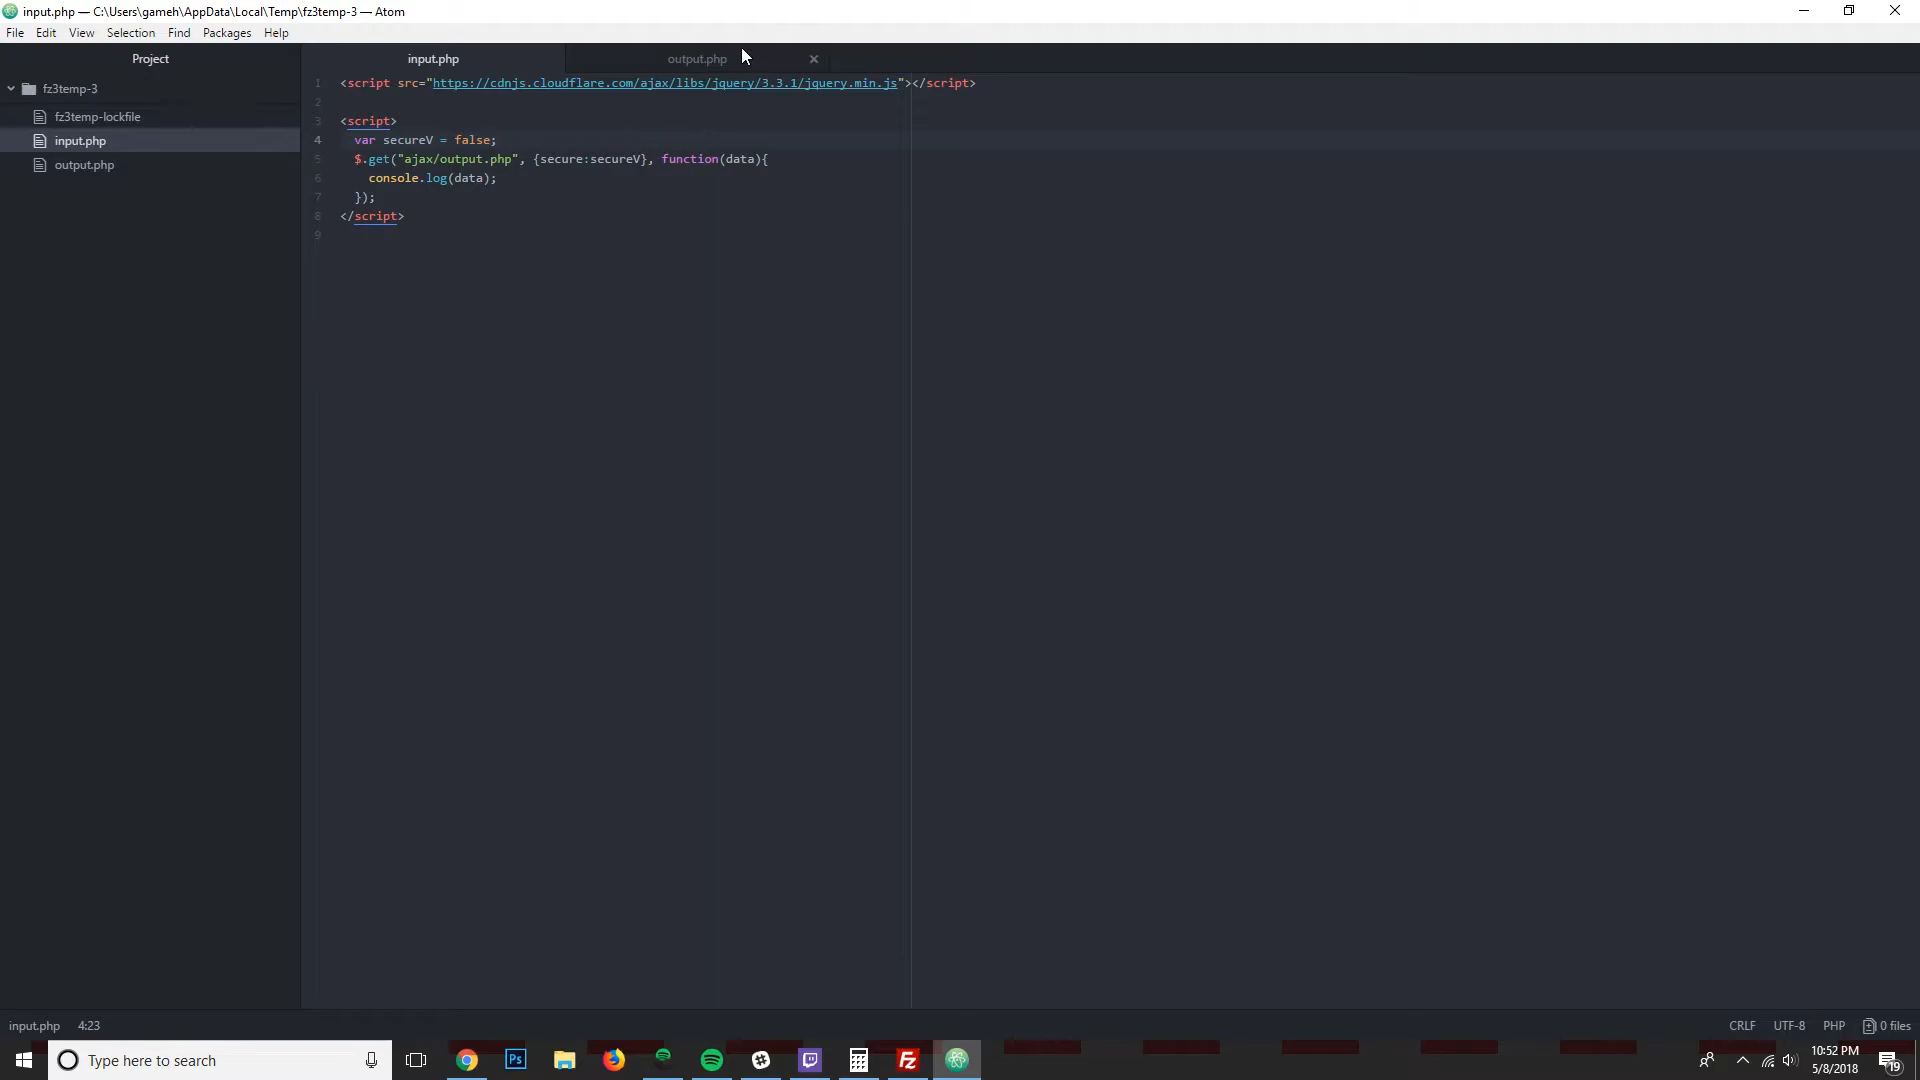 input.php — C:\Users\gameh\AppData\Local\Temp\fz3temp-3 — Atom
File Edit View Selection Find Packages Help
Project
fz3temp-3
fz3temp-lockfile
input.php
output.php
input.php output.php
1 <script src="https://cdnjs.cloudflare.com/ajax/libs/jquery/3.3.1/jquery.min.js"></script>
2
3 <script>
4 var secureV = false;
5 $.get("ajax/output.php", {secure:secureV}, function(data){
6 console.log(data);
7 });
8 </script>
9
input.php 4:23
CRLF UTF-8 PHP 0 files
Type here to search
Ps
Fz
10:52 PM
5/8/2018
19